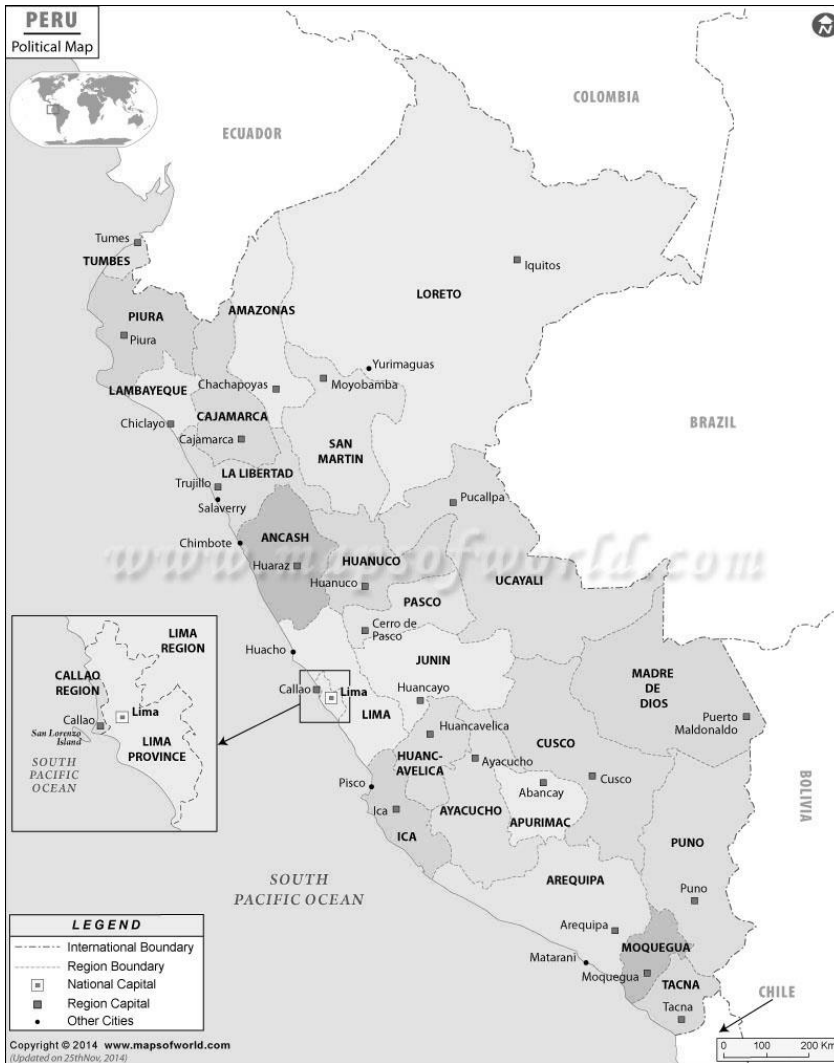 PERU
Political Map
N
COLOMBIA
ECUADOR
Tumes
TUMBES
Iquitos
LORETO
AMAZONAS
PIURA
Piura
Yurimaguas
LAMBAYEQUE
Chachapoyas
Moyobamba
CAJAMARCA
Chiclayo
Cajamarca
BRAZIL
SAN
MARTIN
LA LIBERTAD
Trujillo
Pucallpa
Salaverry
ANCASH
Chimbote
www.mapsofworld.com
HUANUCO
Huaraz
Huanuco
UCAYALI
PASCO
Cerro de
Pasco
Huacho
JUNIN
MADRE
DE
DIOS
Callao
Lima
Huancayo
LIMA
Puerto
Maldonaldo
Huancavelica
CUSCO
HUANC-
AVELICA
Ayacucho
Cusco
Pisco
Abancay
Ica
AYACUCHO
APURIMAC
ICA
BOLIVIA
PUNO
SOUTH
PACIFIC OCEAN
AREQUIPA
Puno
Arequipa
MOQUEGUA
Matarani
Moquegua
TACNA
Tacna
CHILE
LIMA
REGION
CALLAO
REGION
Callao
Lima
San Lorenzo
Island
LIMA
PROVINCE
SOUTH
PACIFIC
OCEAN
LEGEND
International Boundary
Region Boundary
National Capital
Region Capital
Other Cities
0 100 200 Km
Copyright © 2014 www.mapsofworld.com
(Updated on 25thNov, 2014)